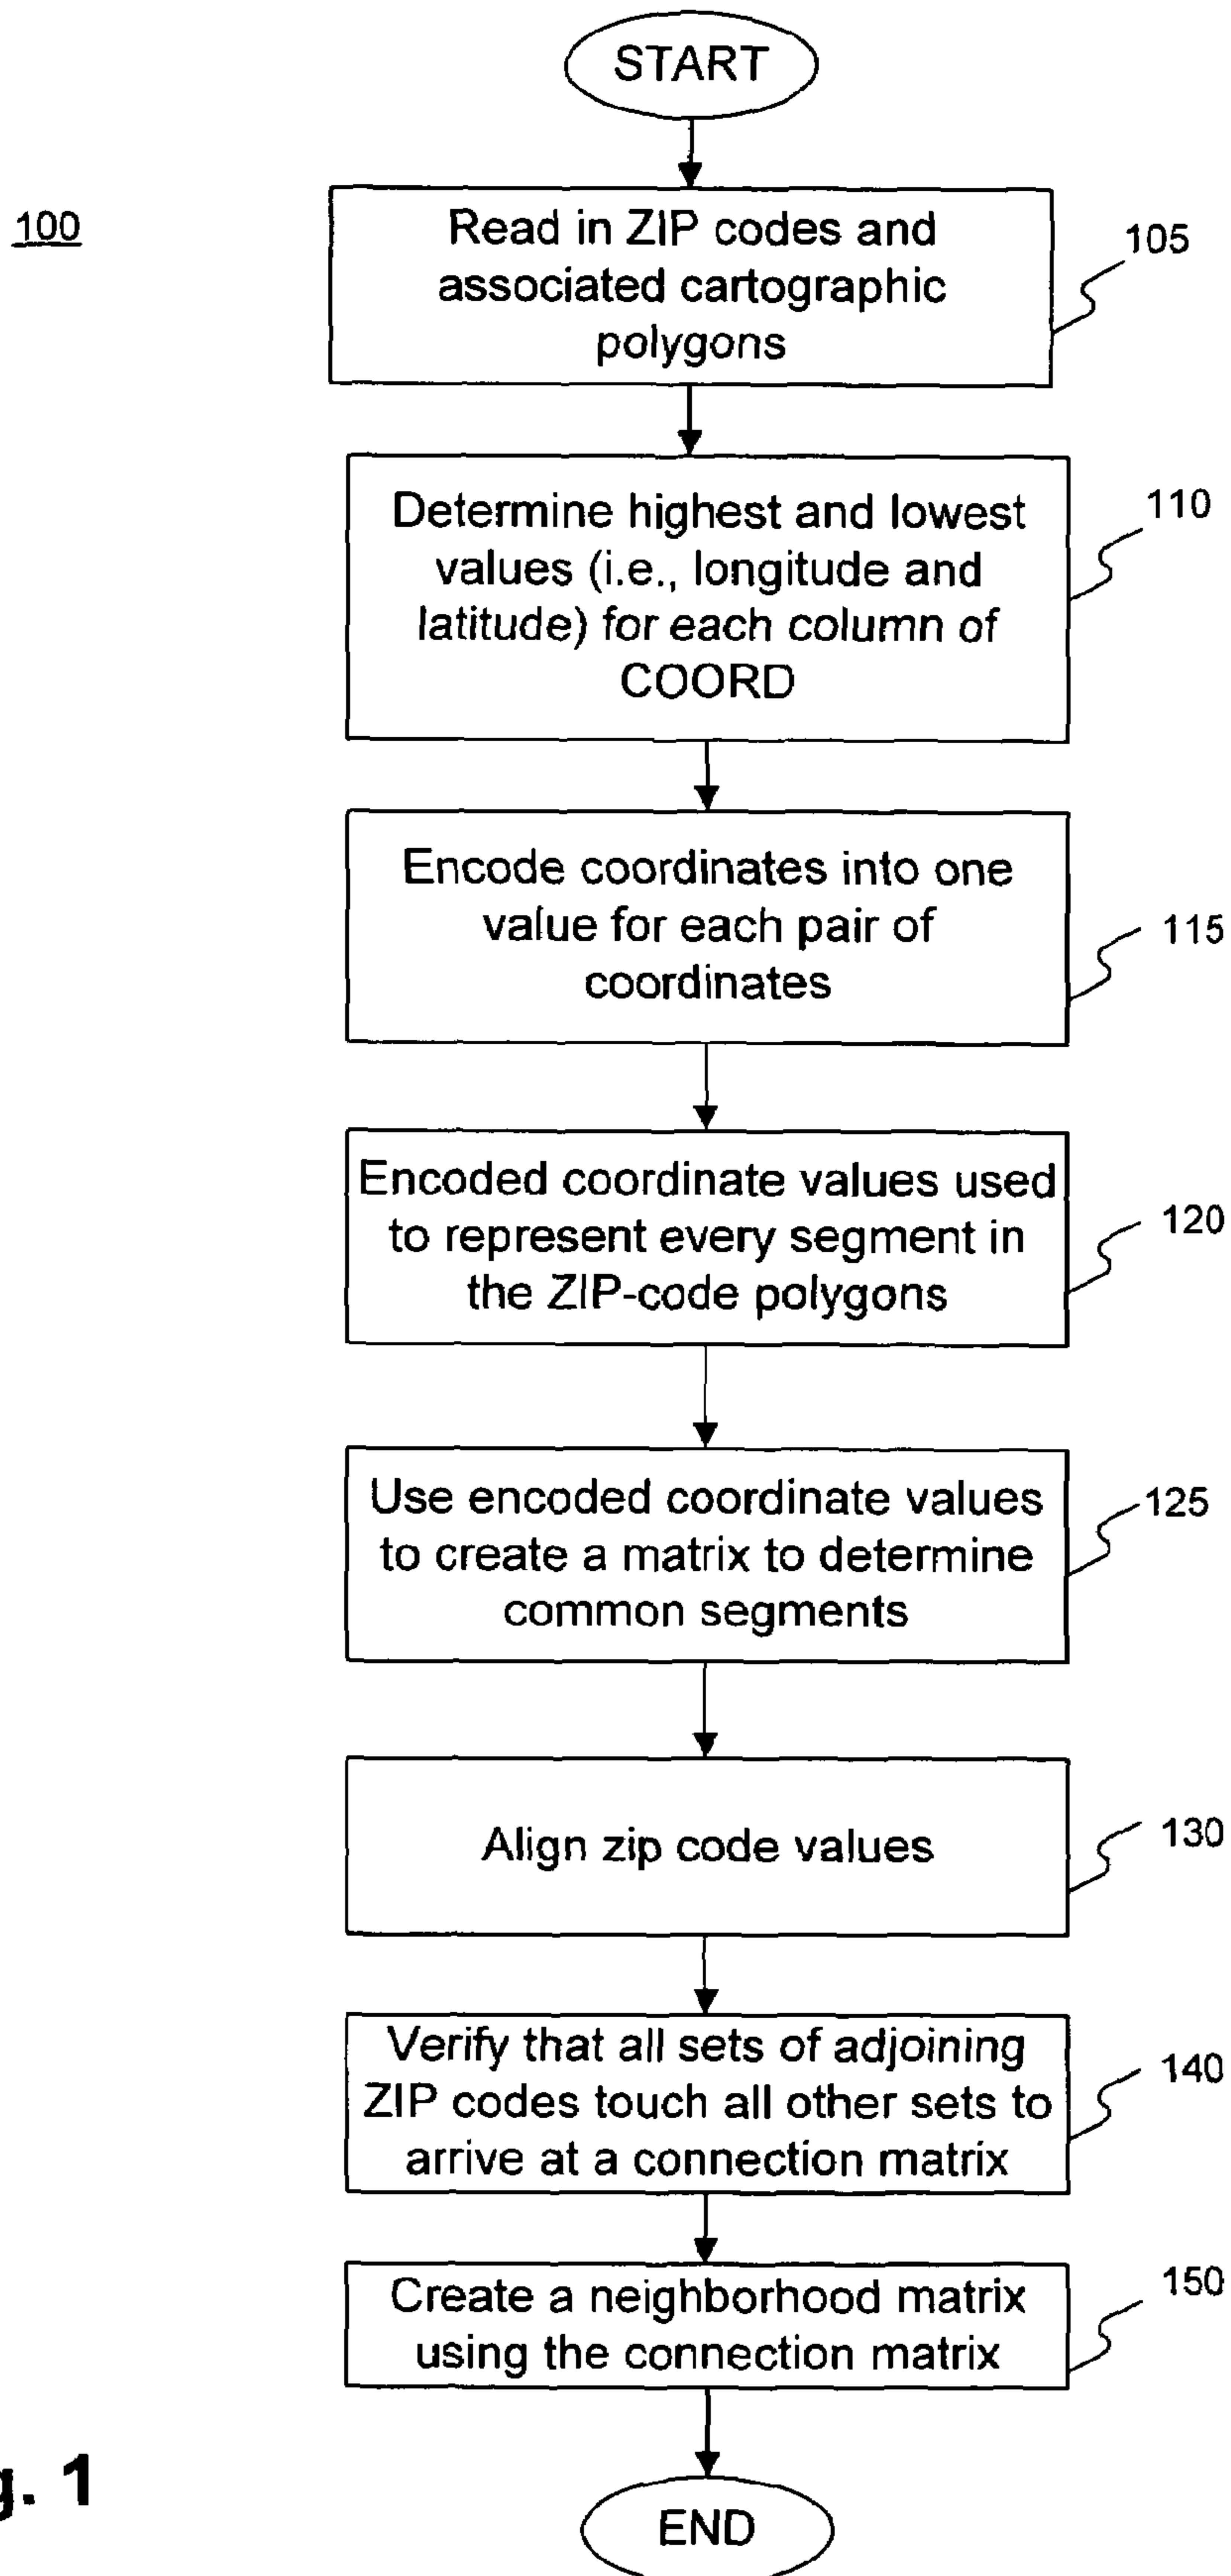 START
100
Read in ZIP codes and
associated cartographic
polygons
105
Determine highest and lowest
values (i.e., longitude and
latitude) for each column of
COORD
110
Encode coordinates into one
value for each pair of
coordinates
115
Encoded coordinate values used
to represent every segment in
the ZIP-code polygons
120
Use encoded coordinate values
to create a matrix to determine
common segments
125
Align zip code values
130
Verify that all sets of adjoining
ZIP codes touch all other sets to
arrive at a connection matrix
140
Create a neighborhood matrix
using the connection matrix
150
g. 1
END